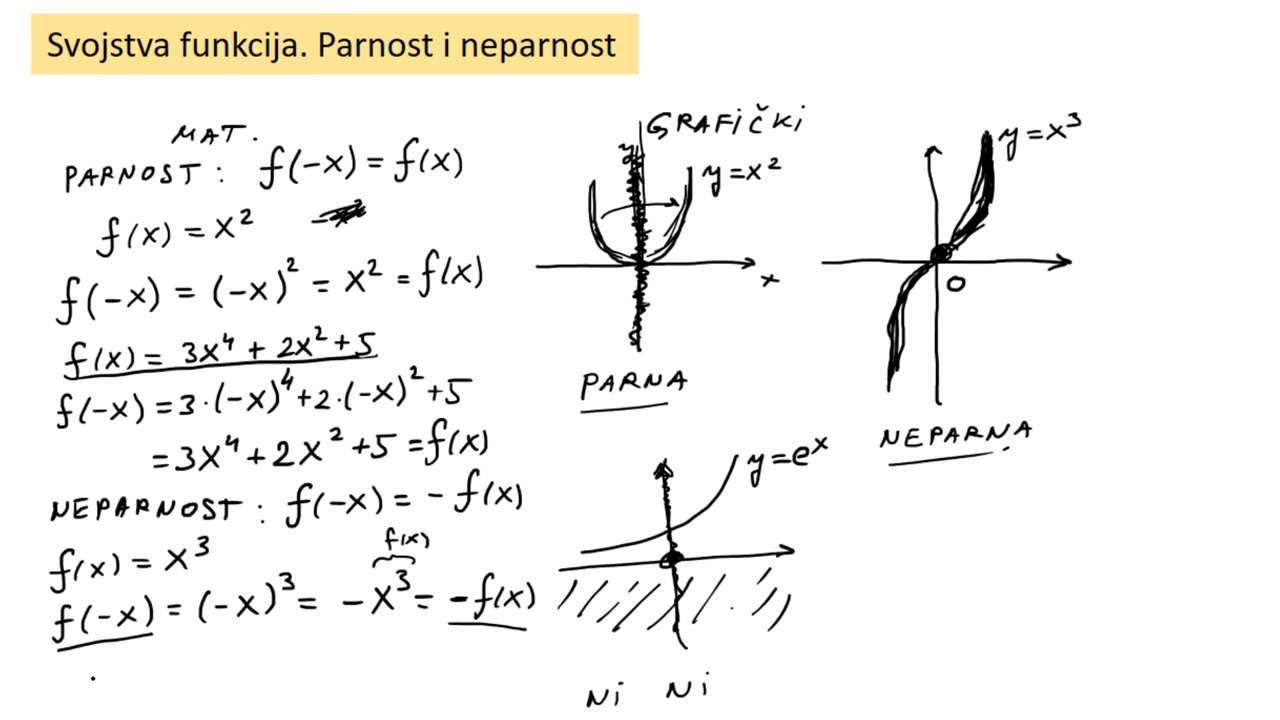 Svojstva funkcija. Parnost i neparnost
MAT.
PARNOST: f(-x) = f(x)
f(x) = x²
f(-x) = (-x)² = x² = f(x)
f(x) = 3x⁴ + 2x² + 5
f(-x) = 3·(-x)⁴ + 2·(-x)² + 5
= 3x⁴ + 2x² + 5 = f(x)
NEPARNOST: f(-x) = - f(x)
f(x) = x³
f(x)
f(-x) = (-x)³ = -x³ = -f(x)
GRAFIČKI
y
y=x²
x
PARNA
y=x³
0
NEPARNA
y=eˣ
Ni Ni